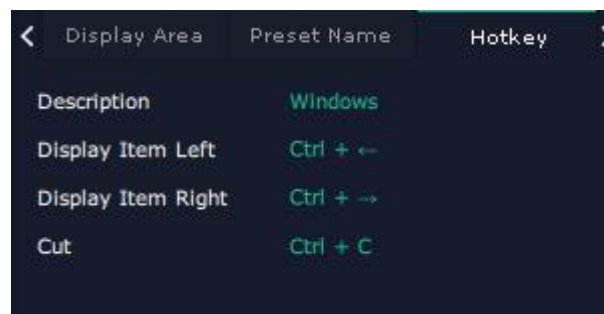 Display Area Preset Name Hotkey
Description Windows
Display Item Left Ctrl + ←
Display Item Right Ctrl + →
Cut Ctrl + C